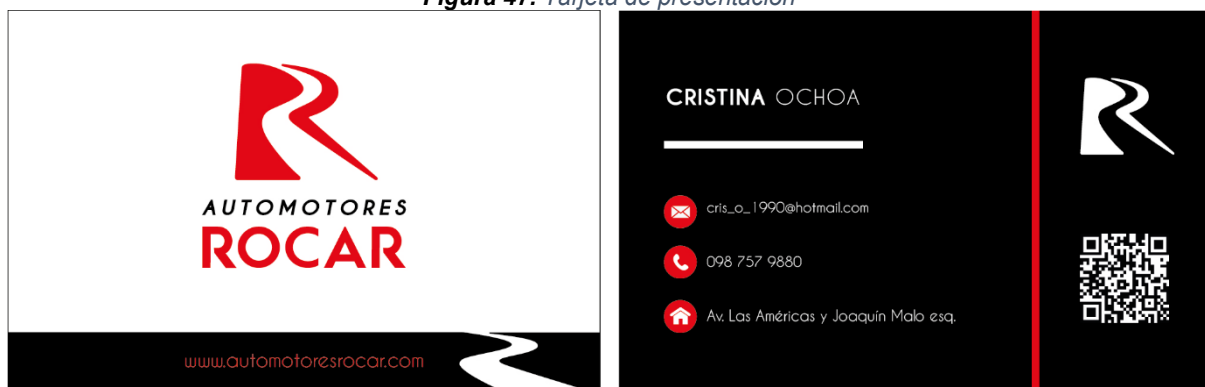 Figura 47. Tarjeta de presentación
AUTOMOTORES
ROCAR
www.automotoresrocar.com
CRISTINA OCHOA
cris_o_1990@hotmail.com
098 757 9880
Av. Las Américas y Joaquín Malo esq.
R